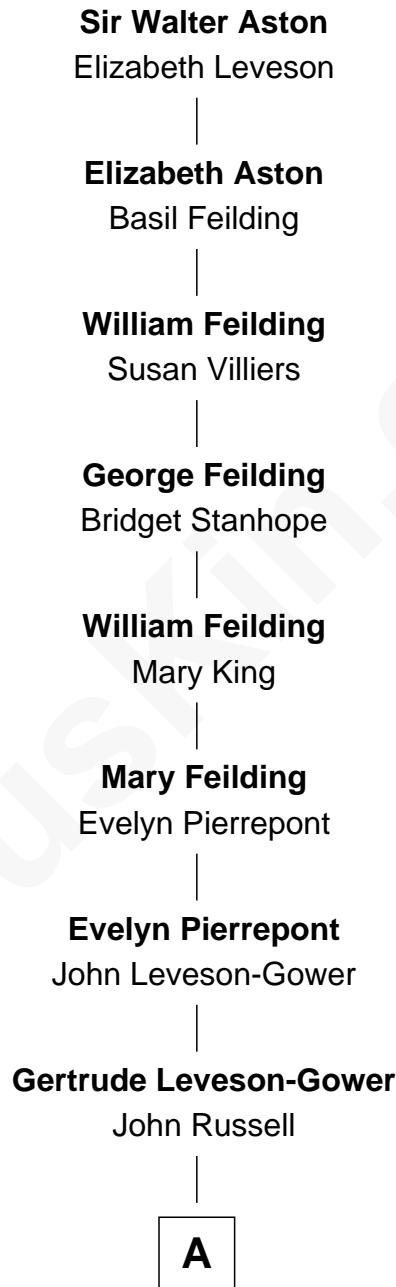 Sir Walter Aston
Elizabeth Leveson
Elizabeth Aston
Basil Feilding
William Feilding
Susan Villiers
George Feilding
Bridget Stanhope
William Feilding
Mary King
Mary Feilding
Evelyn Pierrepont
Evelyn Pierrepont
John Leveson-Gower
Gertrude Leveson-Gower
John Russell
A